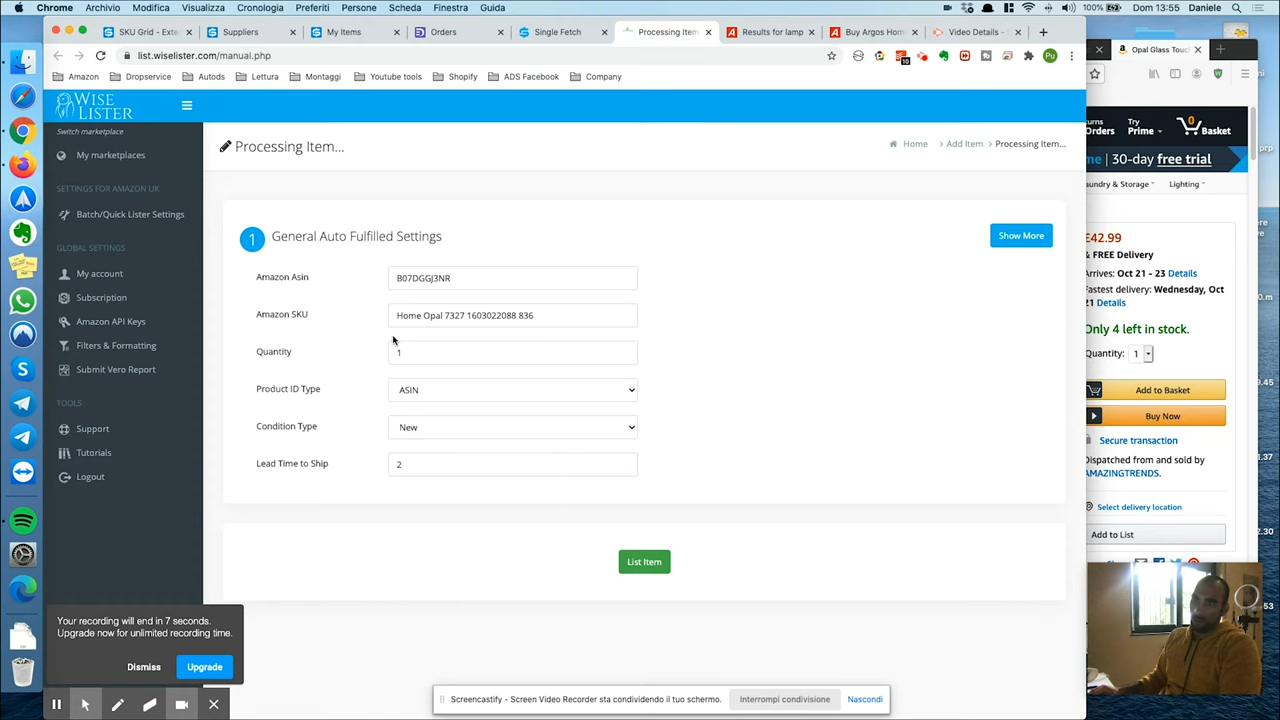 Chrome Archivio Modifica Visualizza Cronologia Preferiti Persone Scheda Finestra Guida 100% Dom 13:55 Daniele
SKU Grid - Exte Suppliers My Items Orders Single Fetch Processing Item Results for lamp Buy Argos Hom Video Details - Opal Glass Touc
list.wiselister.com/manual.php
10
Pu
Amazon Dropservice Autods Lettura Montaggi Youtube tools Shopify ADS Facebook Company
WISE LISTER
Switch marketplace
My marketplaces
SETTINGS FOR AMAZON UK
Batch/Quick Lister Settings
GLOBAL SETTINGS
My account
Subscription
Amazon API Keys
Filters & Formatting
Submit Vero Report
TOOLS
Support
Tutorials
Logout
Processing Item...
Home > Add Item > Processing Item...
1 General Auto Fulfilled Settings
Show More
Amazon Asin B07DGGJ3NR
Amazon SKU Home Opal 7327 1603022088 836
Quantity 1
Product ID Type ASIN
Condition Type New
Lead Time to Ship 2
List Item
Your recording will end in 7 seconds.
Upgrade now for unlimited recording time.
Dismiss Upgrade
Screencastify - Screen Video Recorder sta condividendo il tuo schermo. Interrompi condivisione Nascondi
urns
Orders
Try
Prime
0
Basket
me | 30-day free trial
aundry & Storage Lighting
£42.99
& FREE Delivery
Arrives: Oct 21 - 23 Details
Fastest delivery: Wednesday, Oct
21 Details
Only 4 left in stock.
Quantity: 1
Add to Basket
Buy Now
Secure transaction
Dispatched from and sold by
AMAZINGTRENDS.
Select delivery location
Add to List